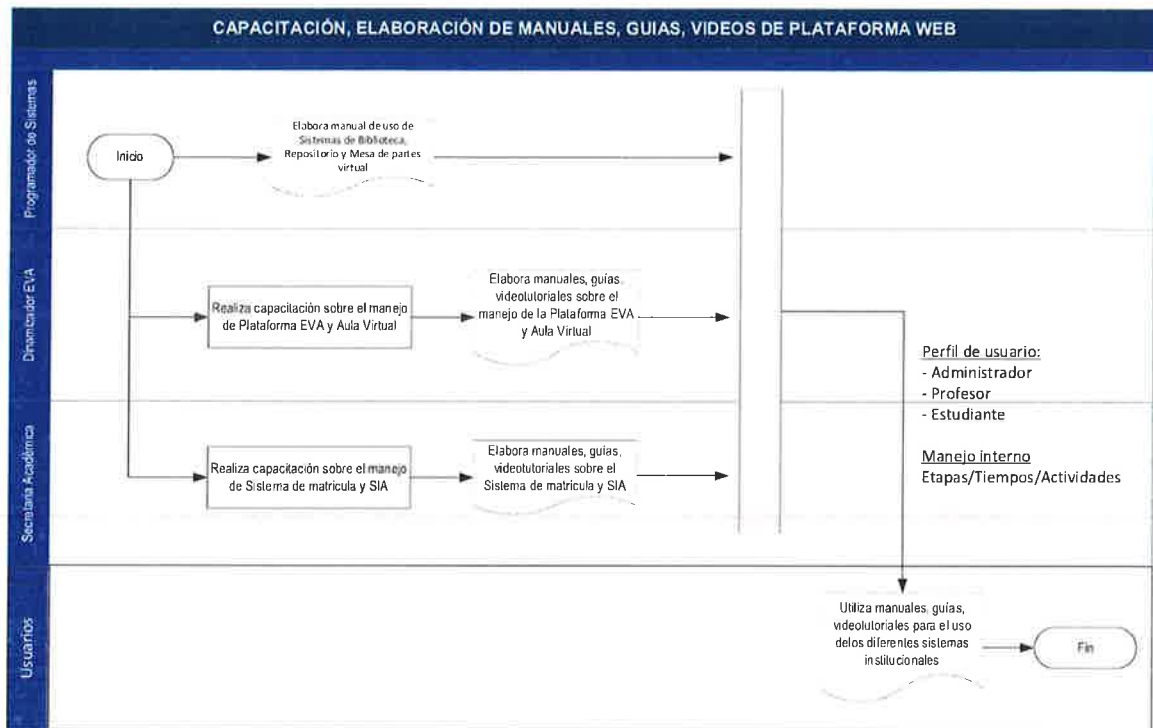 CAPACITACIÓN, ELABORACIÓN DE MANUALES, GUIAS, VIDEOS DE PLATAFORMA WEB
Programador de Sistemas
Inicio
Elabora manual de uso de
Sistemas de Biblioteca,
Repositorio y Mesa de partes
virtual
Dinamizador EVA
Realiza capacitación sobre el manejo
de Plataforma EVA y Aula Virtual
Elabora manuales, guías,
videotutoriales sobre el
manejo de la Plataforma EVA
y Aula Virtual
Perfil de usuario:
- Administrador
- Profesor
- Estudiante
Manejo interno
Etapas/Tiempos/Actividades
Secretaria Académica
Realiza capacitación sobre el manejo
de Sistema de matricula y SIA
Elabora manuales, guías,
videotutoriales sobre el
Sistema de matricula y SIA
Usuarios
Utiliza manuales, guías,
videotutoriales para el uso
delos diferentes sistemas
institucionales
Fin